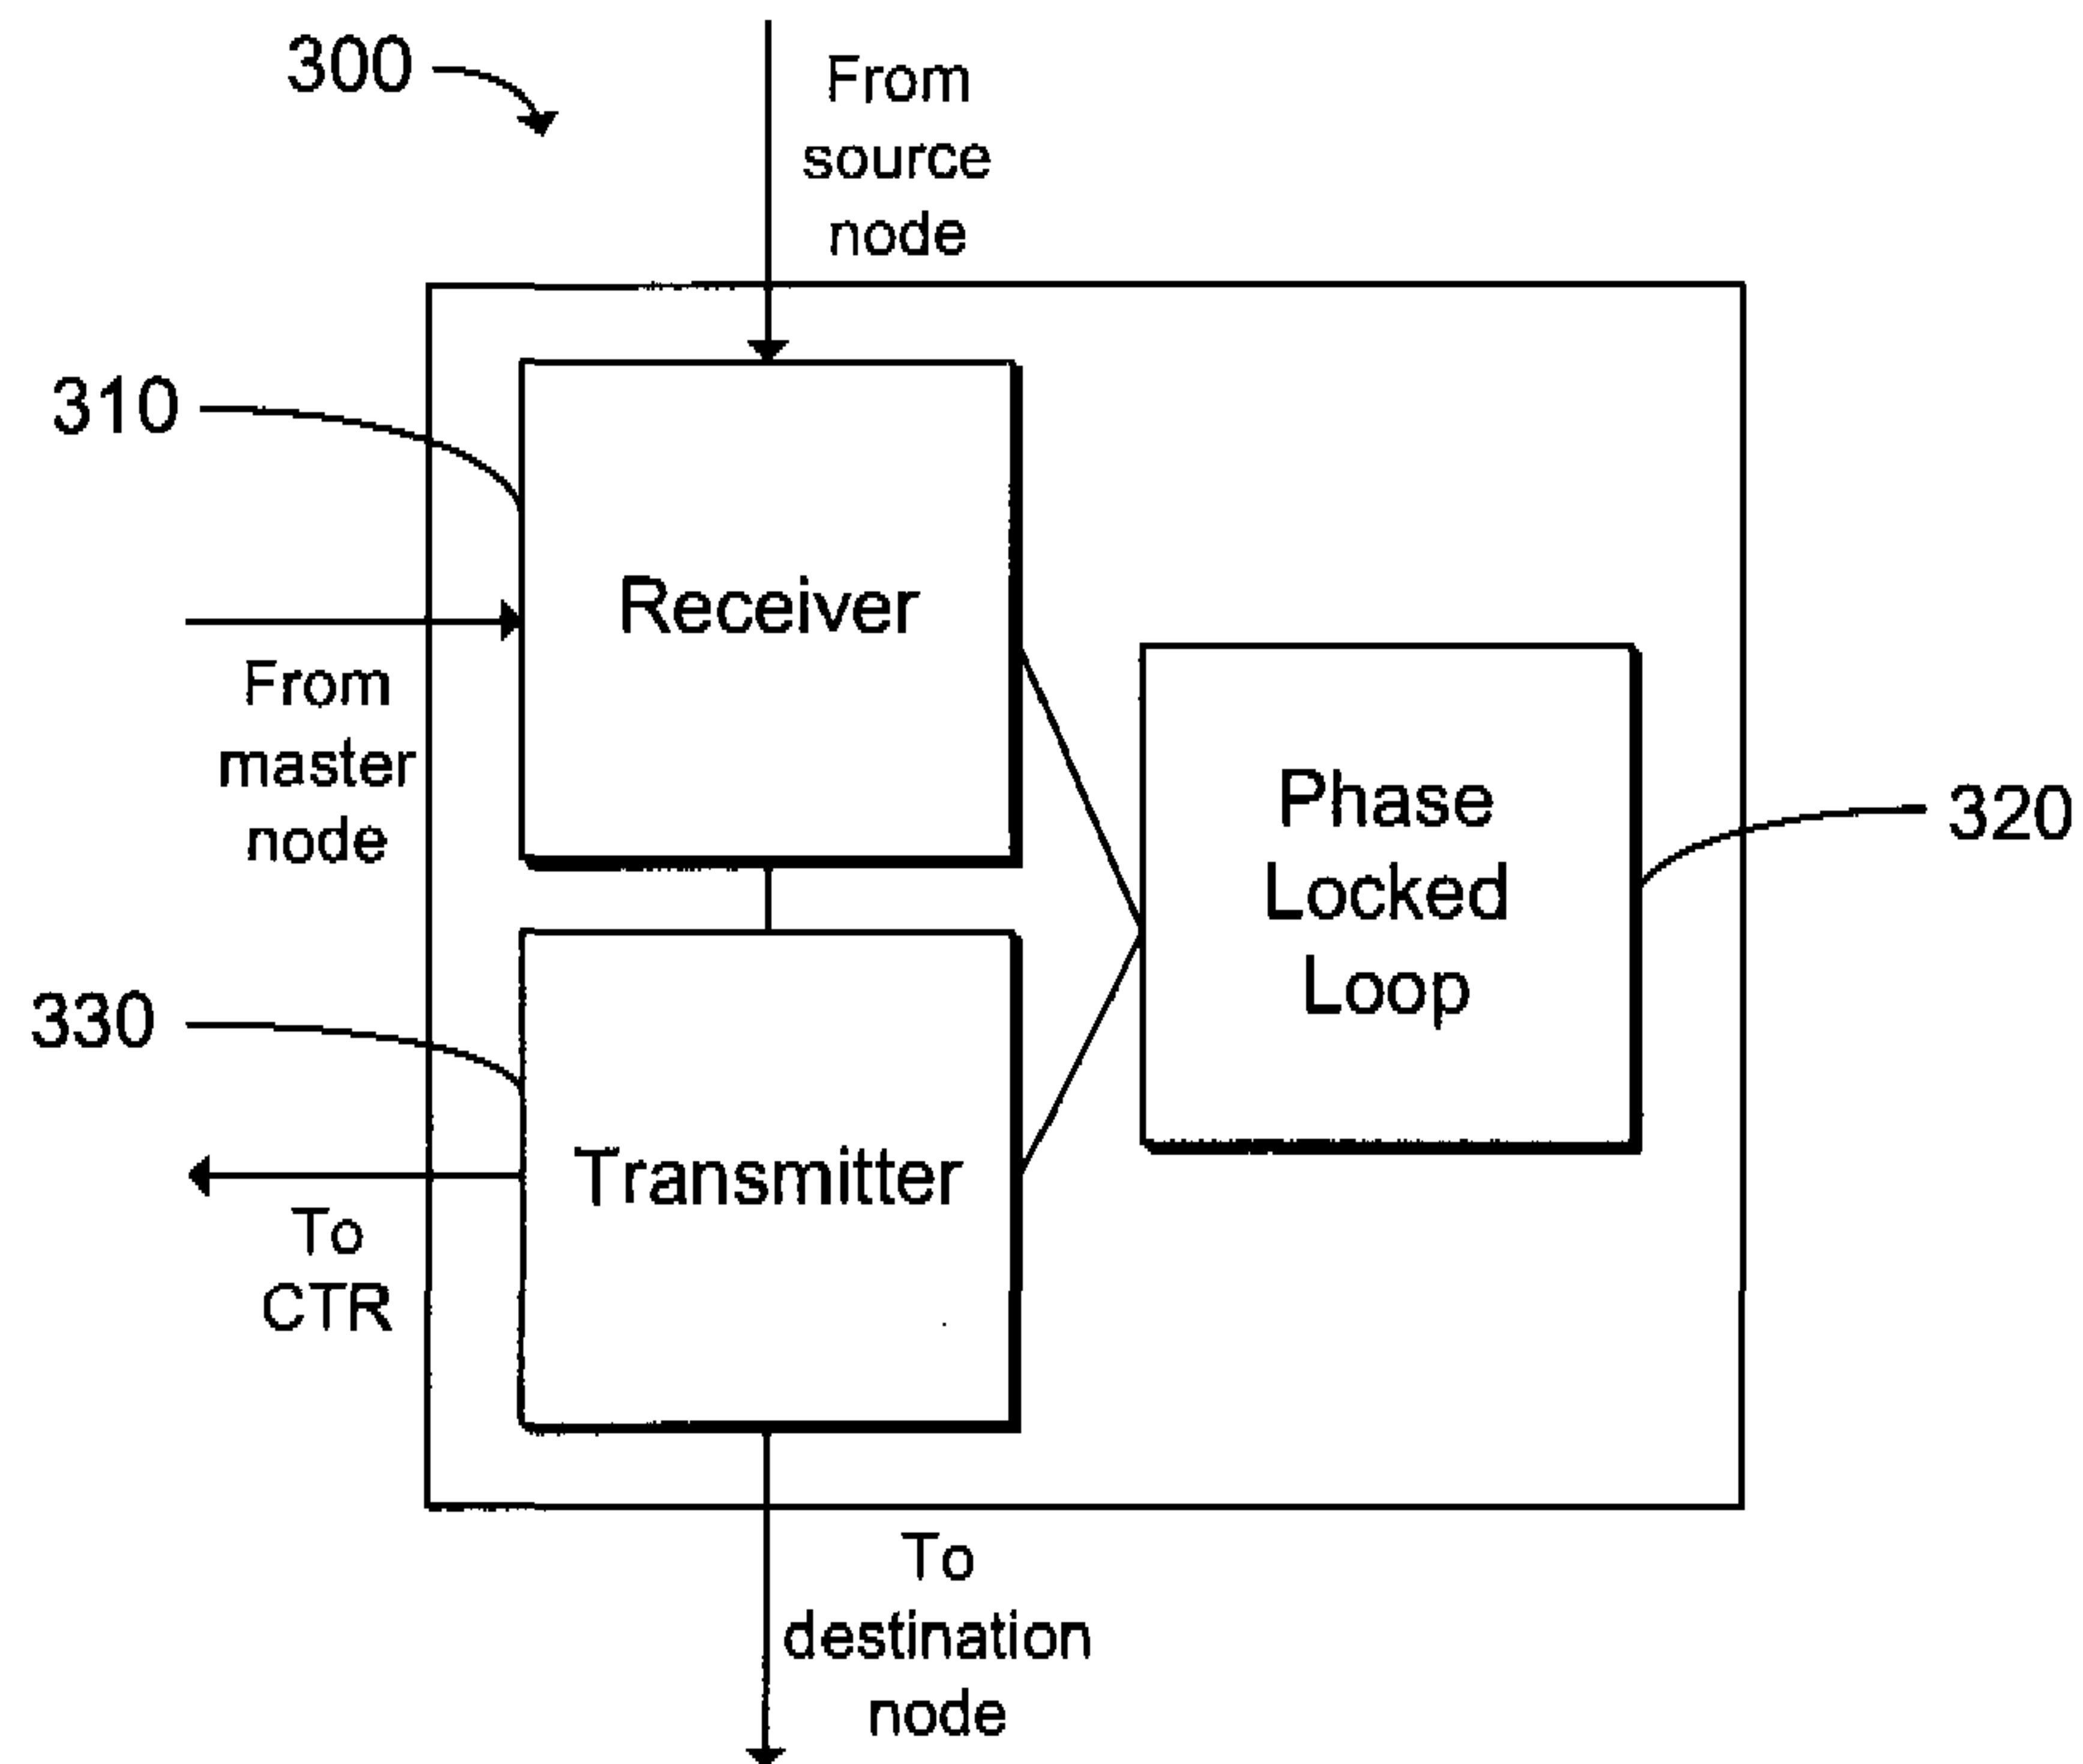 300
From
source
node
310
Receiver
From
master
node
Phase
Locked
Loop
320
330
Transmitter
To
CTR
To
destination
node